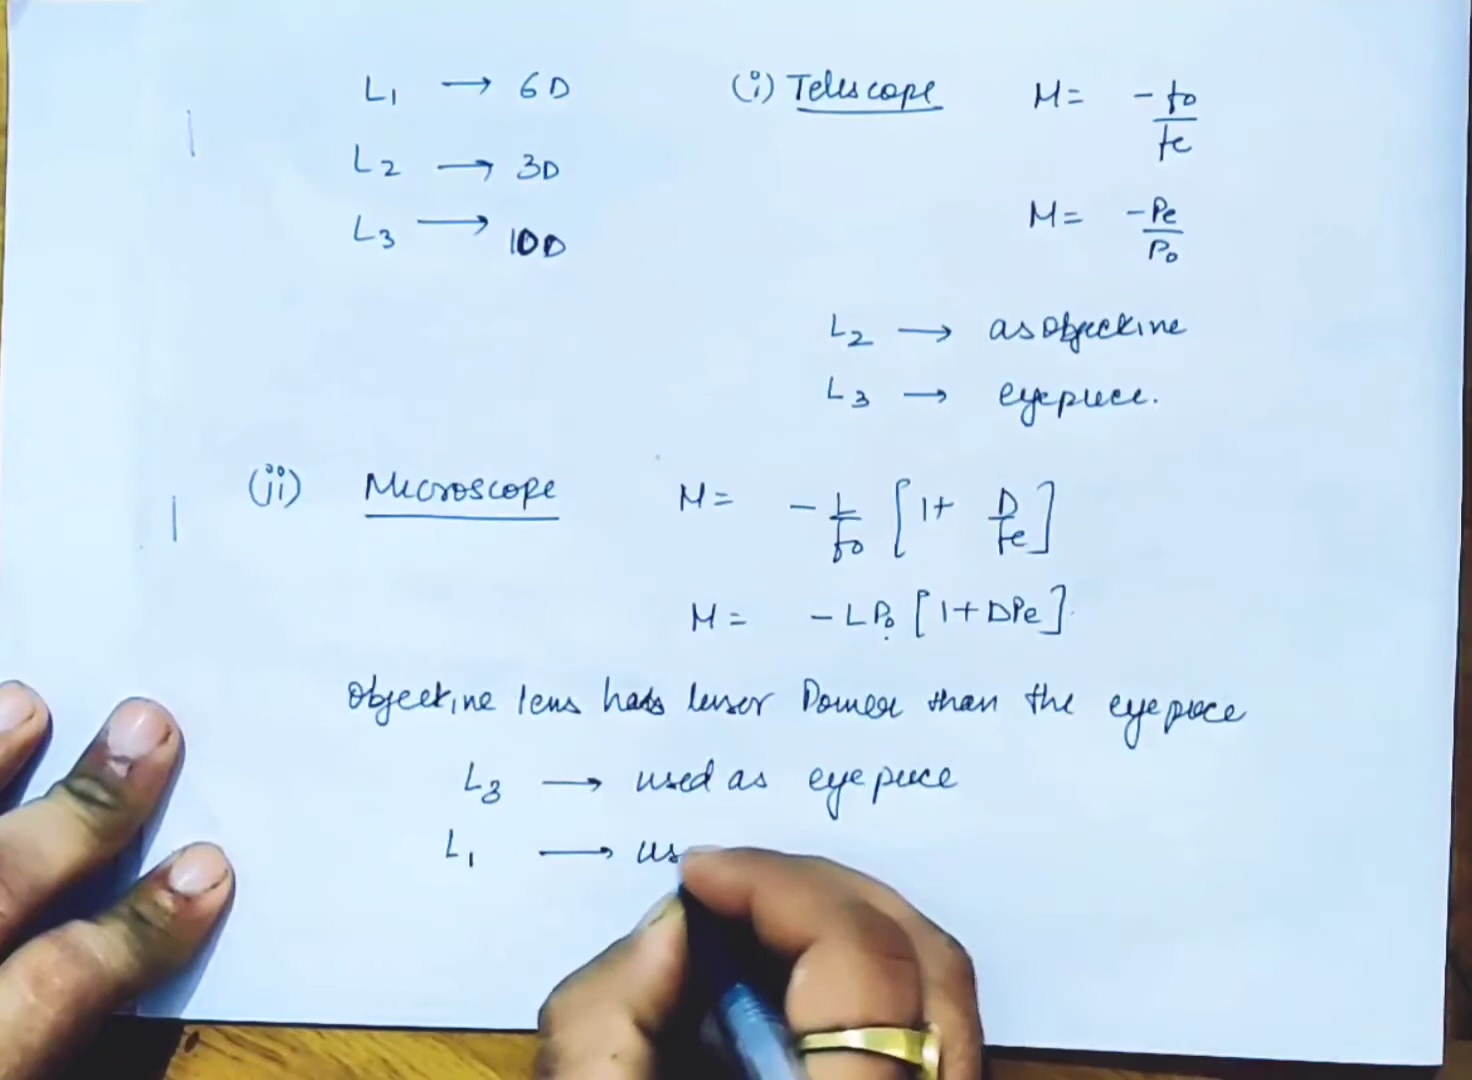 L1 → 6D
L2 → 3D
L3 → 10D
(i) Telescope M = -fo/fe
M = -Pe/Po
L2 → as objective
L3 → eyepiece.
(ii) Microscope M = -L/fo [1+ D/fe]
M = -LPo [1+DPe]
Objective lens has lesser Power than the eyepiece
L3 → used as eyepiece
L1 → us